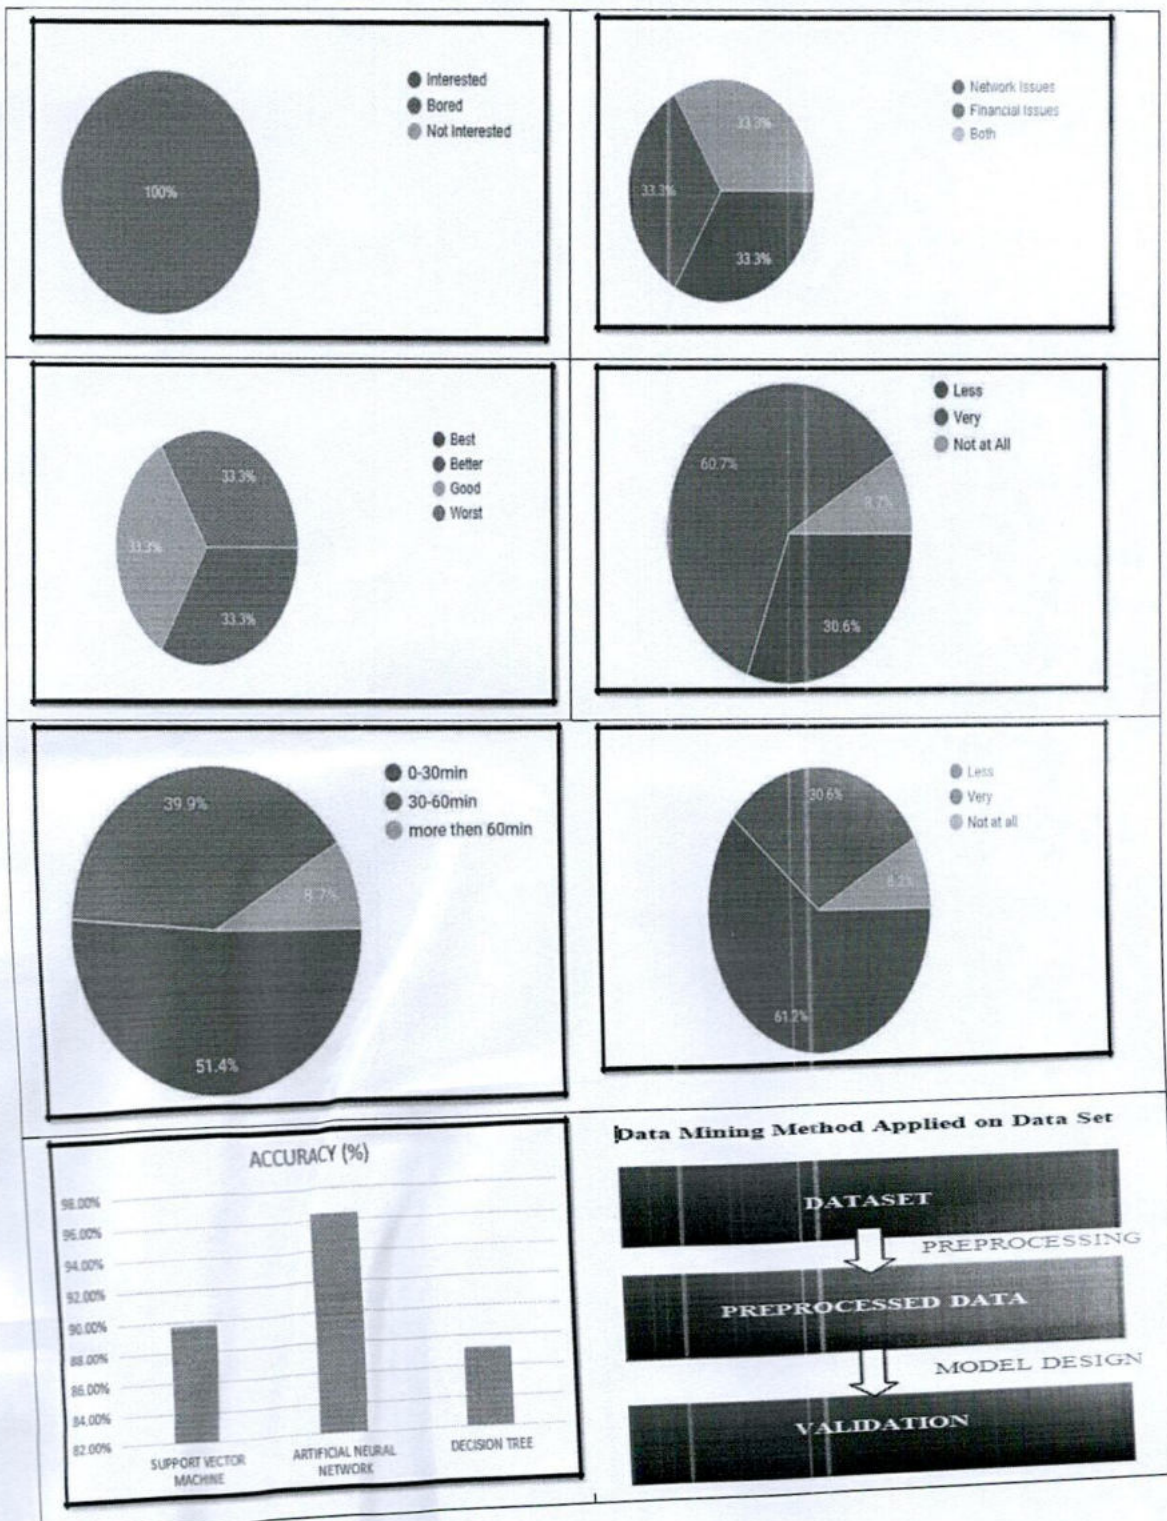 Interested
Bored
Not Interested
100%
Network Issues
Financial Issues
Both
33.3%
33.3%
33.3%
Best
Better
Good
Worst
33.3%
33.3%
33.3%
Less
Very
Not at All
60.7%
8.7%
30.6%
0-30min
30-60min
more then 60min
39.9%
8.7%
51.4%
Less
Very
Not at all
30.6%
8.2%
61.2%
ACCURACY (%)
98.00%
96.00%
94.00%
92.00%
90.00%
88.00%
86.00%
84.00%
82.00%
SUPPORT VECTOR
MACHINE
ARTIFICIAL NEURAL
NETWORK
DECISION TREE
Data Mining Method Applied on Data Set
DATASET
PREPROCESSING
PREPROCESSED DATA
MODEL DESIGN
VALIDATION